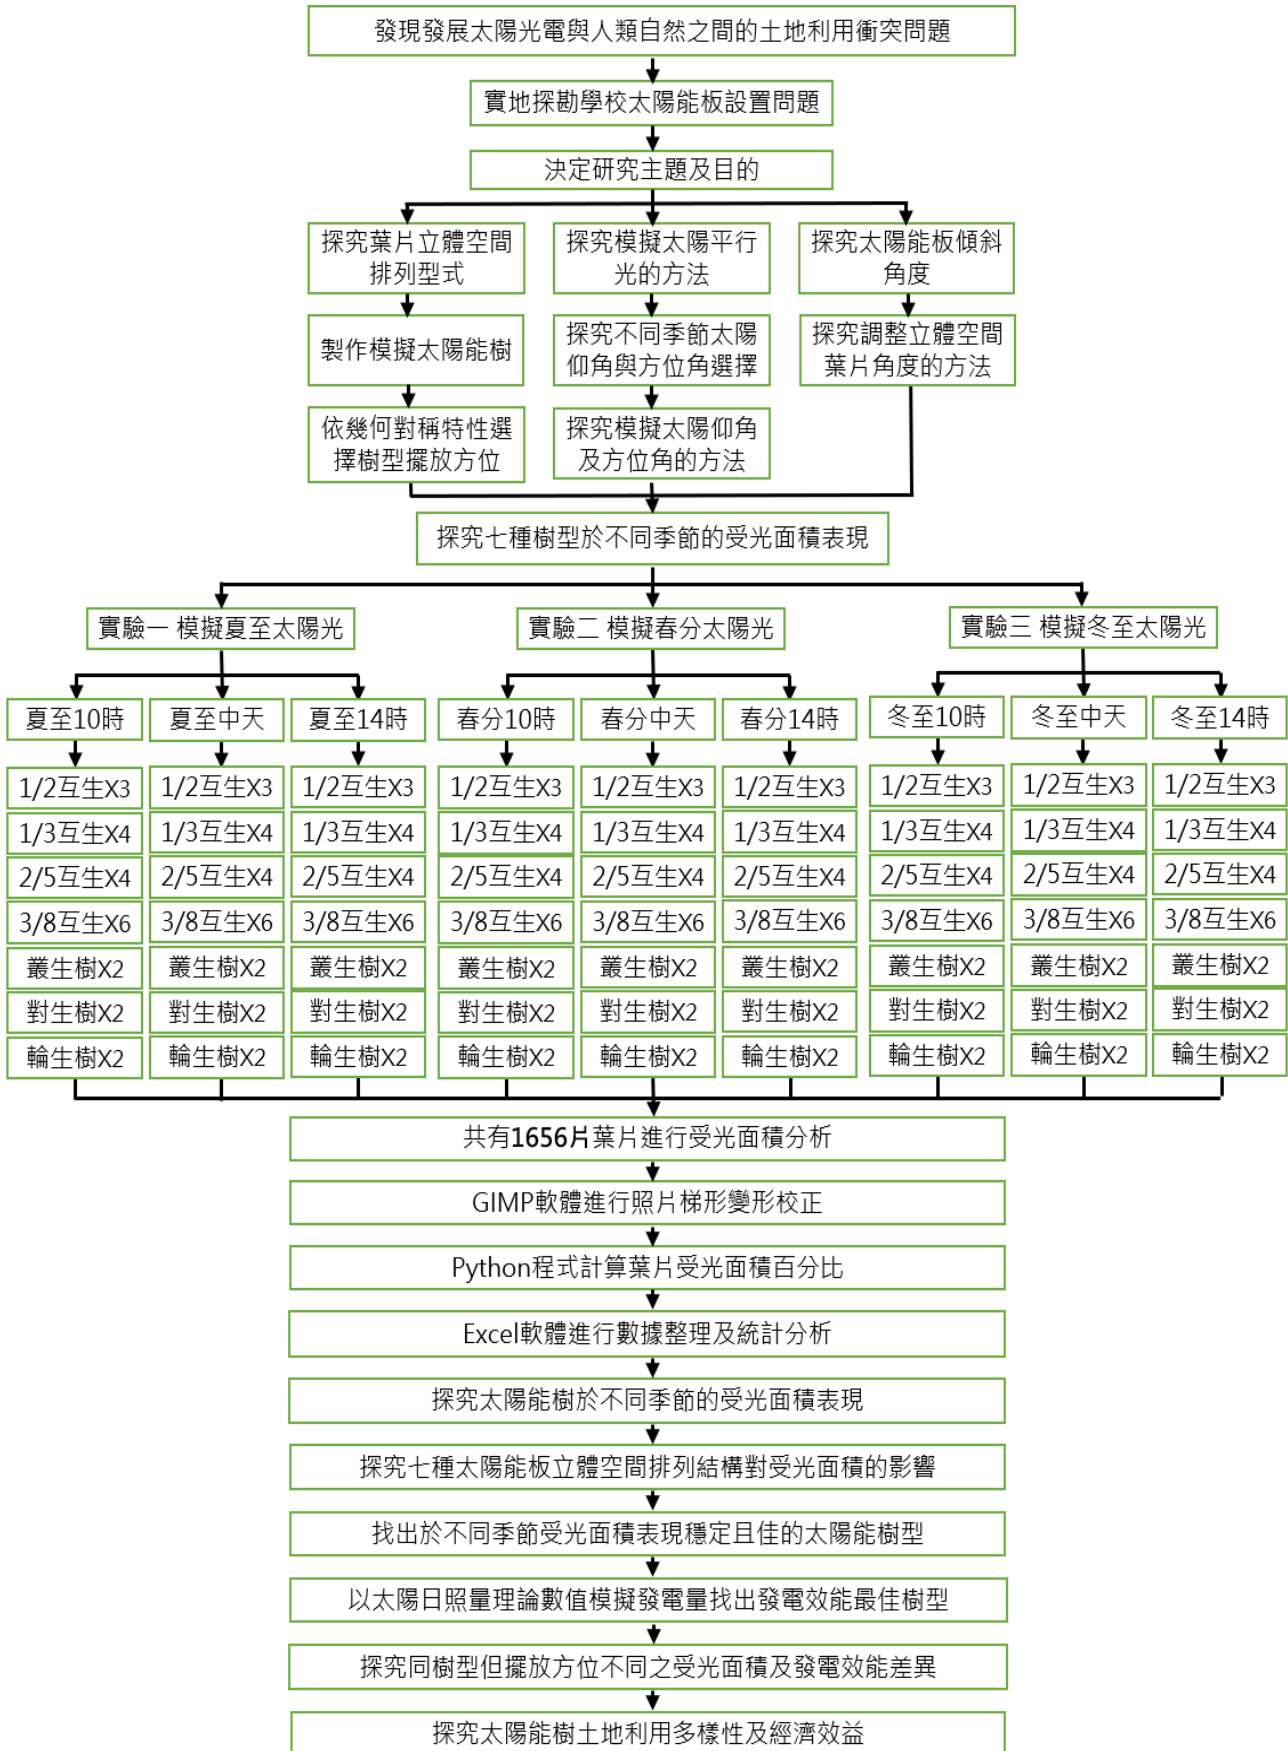 發現發展太陽光電與人類自然之間的土地利用衝突問題
實地探勘學校太陽能板設置問題
決定研究主題及目的
探究葉片立體空間
排列型式
探究模擬太陽平行
光的方法
探究太陽能板傾斜
角度
製作模擬太陽能樹
探究不同季節太陽
仰角與方位角選擇
探究調整立體空間
葉片角度的方法
依幾何對稱特性選
擇樹型擺放方位
探究模擬太陽仰角
及方位角的方法
探究七種樹型於不同季節的受光面積表現
實驗一 模擬夏至太陽光
實驗二 模擬春分太陽光
實驗三 模擬冬至太陽光
夏至10時
夏至中天
夏至14時
春分10時
春分中天
春分14時
冬至10時
冬至中天
冬至14時
1/2互生X3
1/2互生X3
1/2互生X3
1/2互生X3
1/2互生X3
1/2互生X3
1/2互生X3
1/2互生X3
1/2互生X3
1/3互生X4
1/3互生X4
1/3互生X4
1/3互生X4
1/3互生X4
1/3互生X4
1/3互生X4
1/3互生X4
1/3互生X4
2/5互生X4
2/5互生X4
2/5互生X4
2/5互生X4
2/5互生X4
2/5互生X4
2/5互生X4
2/5互生X4
2/5互生X4
3/8互生X6
3/8互生X6
3/8互生X6
3/8互生X6
3/8互生X6
3/8互生X6
3/8互生X6
3/8互生X6
3/8互生X6
叢生樹X2
叢生樹X2
叢生樹X2
叢生樹X2
叢生樹X2
叢生樹X2
叢生樹X2
叢生樹X2
叢生樹X2
對生樹X2
對生樹X2
對生樹X2
對生樹X2
對生樹X2
對生樹X2
對生樹X2
對生樹X2
對生樹X2
輪生樹X2
輪生樹X2
輪生樹X2
輪生樹X2
輪生樹X2
輪生樹X2
輪生樹X2
輪生樹X2
輪生樹X2
共有1656片葉片進行受光面積分析
GIMP軟體進行照片梯形變形校正
Python程式計算葉片受光面積百分比
Excel軟體進行數據整理及統計分析
探究太陽能樹於不同季節的受光面積表現
探究七種太陽能板立體空間排列結構對受光面積的影響
找出於不同季節受光面積表現穩定且佳的太陽能樹型
以太陽日照量理論數值模擬發電量找出發電效能最佳樹型
探究同樹型但擺放方位不同之受光面積及發電效能差異
探究太陽能樹土地利用多樣性及經濟效益